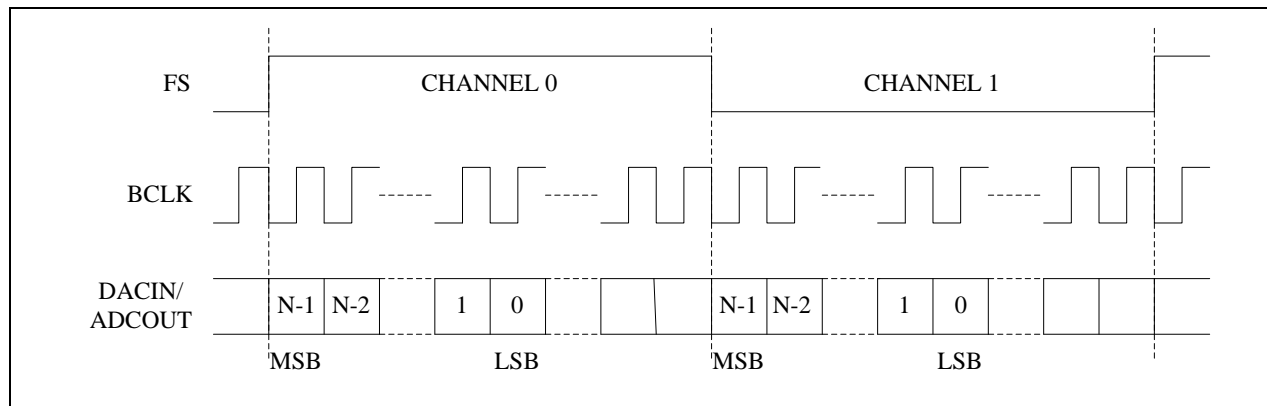 FS
CHANNEL 0
CHANNEL 1
BCLK
DACIN/
ADCOUT
N-1 N-2 1 0 N-1 N-2 1 0
MSB LSB MSB LSB